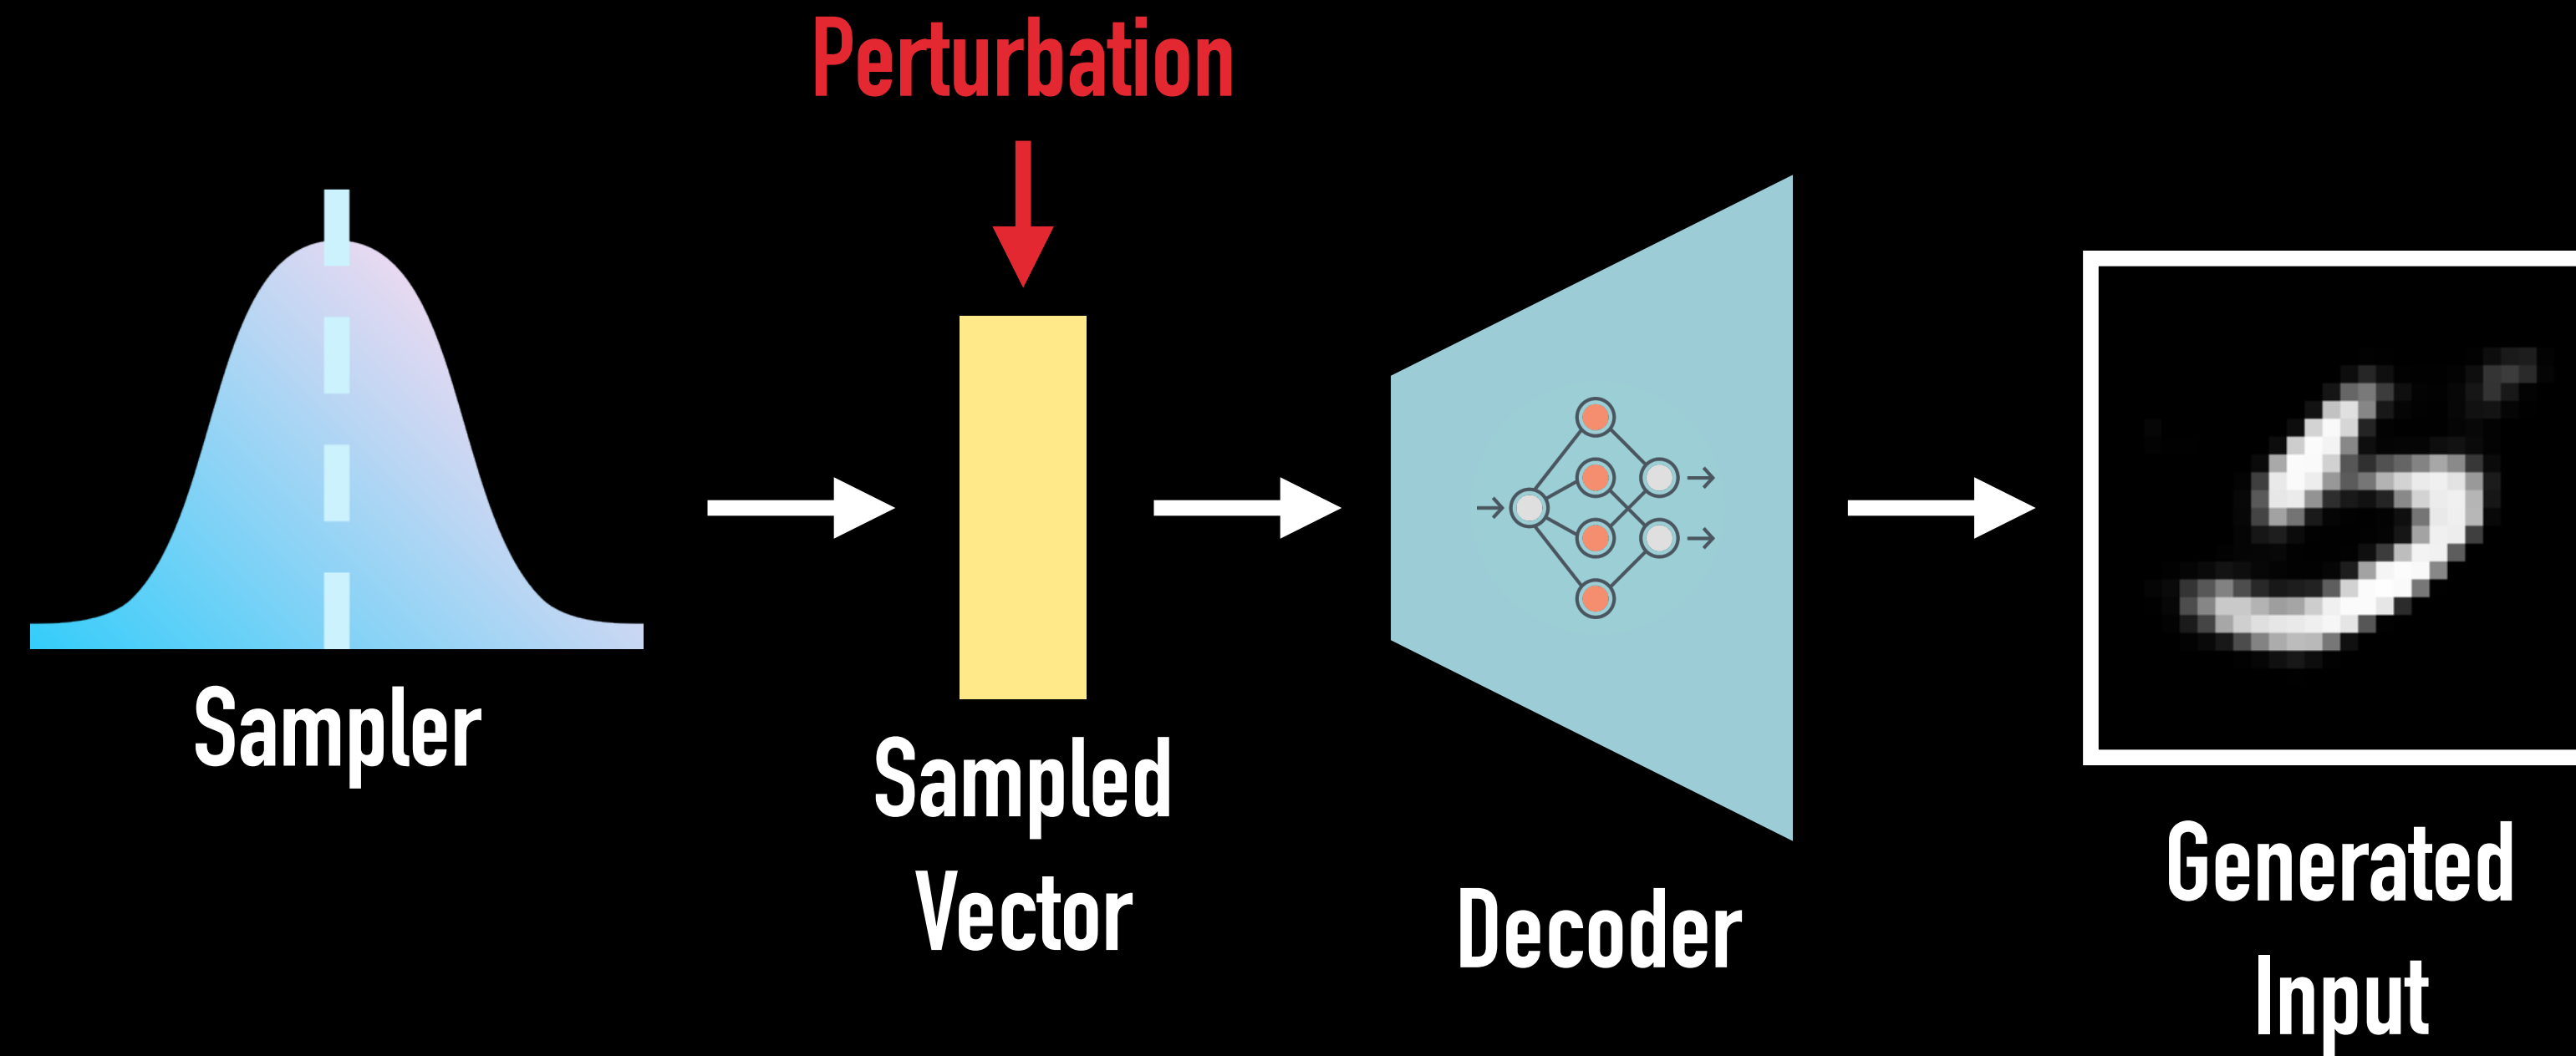 Perturbation
Sampler
Sampled
Vector
Decoder
Generated
Input